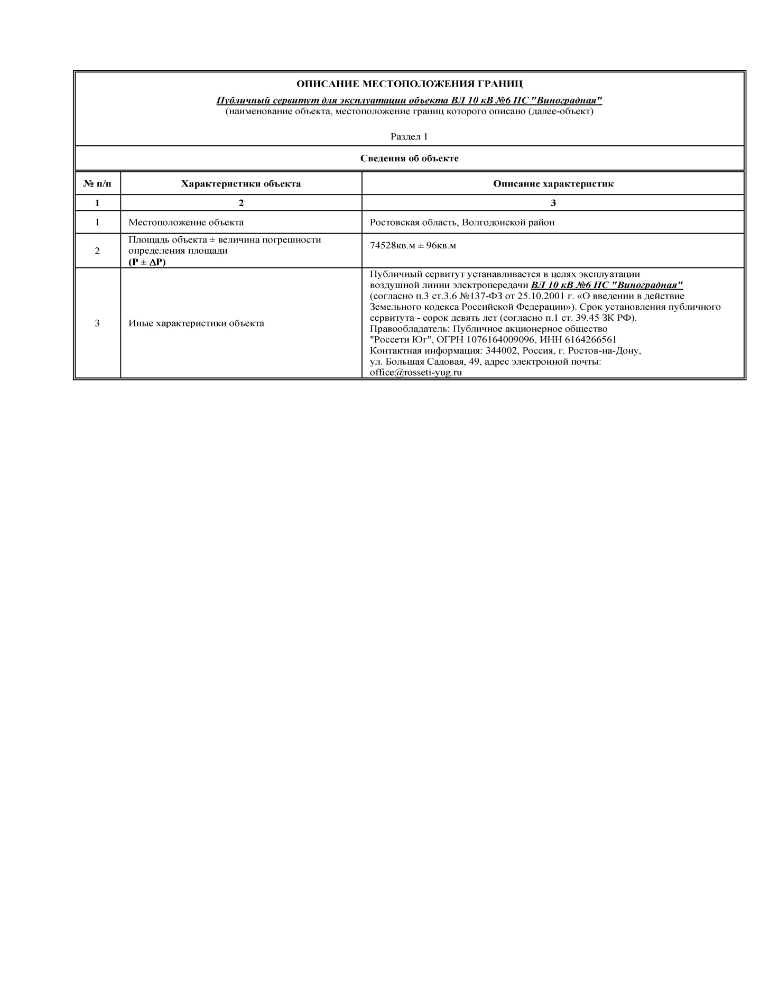 ОПИСАНИЕ МЕСТОПОЛОЖЕНИЯ ГРАНИЦ
Публичный сервитут для эксплуатации объекта ВЛ 10 кВ №6 ПС "Виноградная"
(наименование объекта, местоположение границ которого описано (далее-объект)
Раздел 1
Сведения об объекте
№ п/п Характеристики объекта Описание характеристик
1 2 3
1 Местоположение объекта Ростовская область, Волгодонской район
2 Площадь объекта ± величина погрешности
определения площади
(Р ± ΔР)
74528кв.м ± 96кв.м
3 Иные характеристики объекта
Публичный сервитут устанавливается в целях эксплуатации
воздушной линии электропередачи ВЛ 10 кВ №6 ПС "Виноградная"
(согласно п.3 ст.3.6 №137-ФЗ от 25.10.2001 г. «О введении в действие
Земельного кодекса Российской Федерации»). Срок установления публичного
сервитута - сорок девять лет (согласно п.1 ст. 39.45 ЗК РФ).
Правообладатель: Публичное акционерное общество
"Россети Юг", ОГРН 1076164009096, ИНН 6164266561
Контактная информация: 344002, Россия, г. Ростов-на-Дону,
ул. Большая Садовая, 49, адрес электронной почты:
office@rosseti-yug.ru